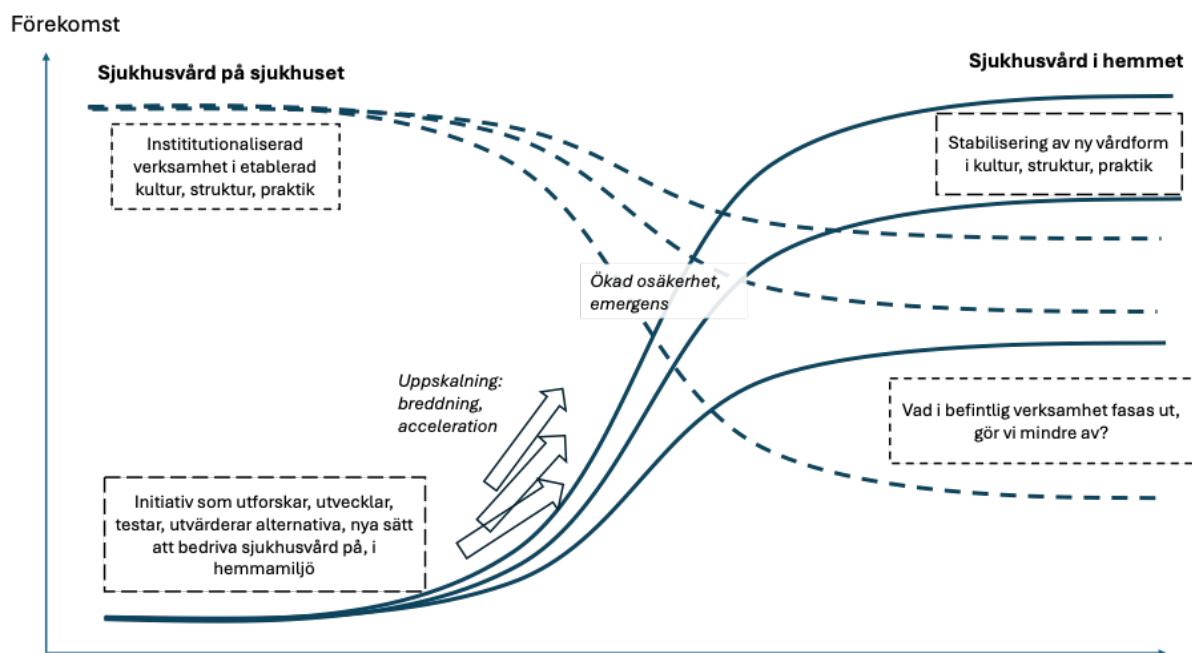 Förekomst
Sjukhusvård på sjukhuset
Instititutionaliserad
verksamhet i etablerad
kultur, struktur, praktik
Sjukhusvård i hemmet
Stabilisering av ny vårdform
i kultur, struktur, praktik
Ökad osäkerhet,
emergens
Uppskalning:
breddning,
acceleration
Vad i befintlig verksamhet fasas ut,
gör vi mindre av?
Initiativ som utforskar, utvecklar,
testar, utvärderar alternativa, nya sätt
att bedriva sjukhusvård på, i
hemmamiljö